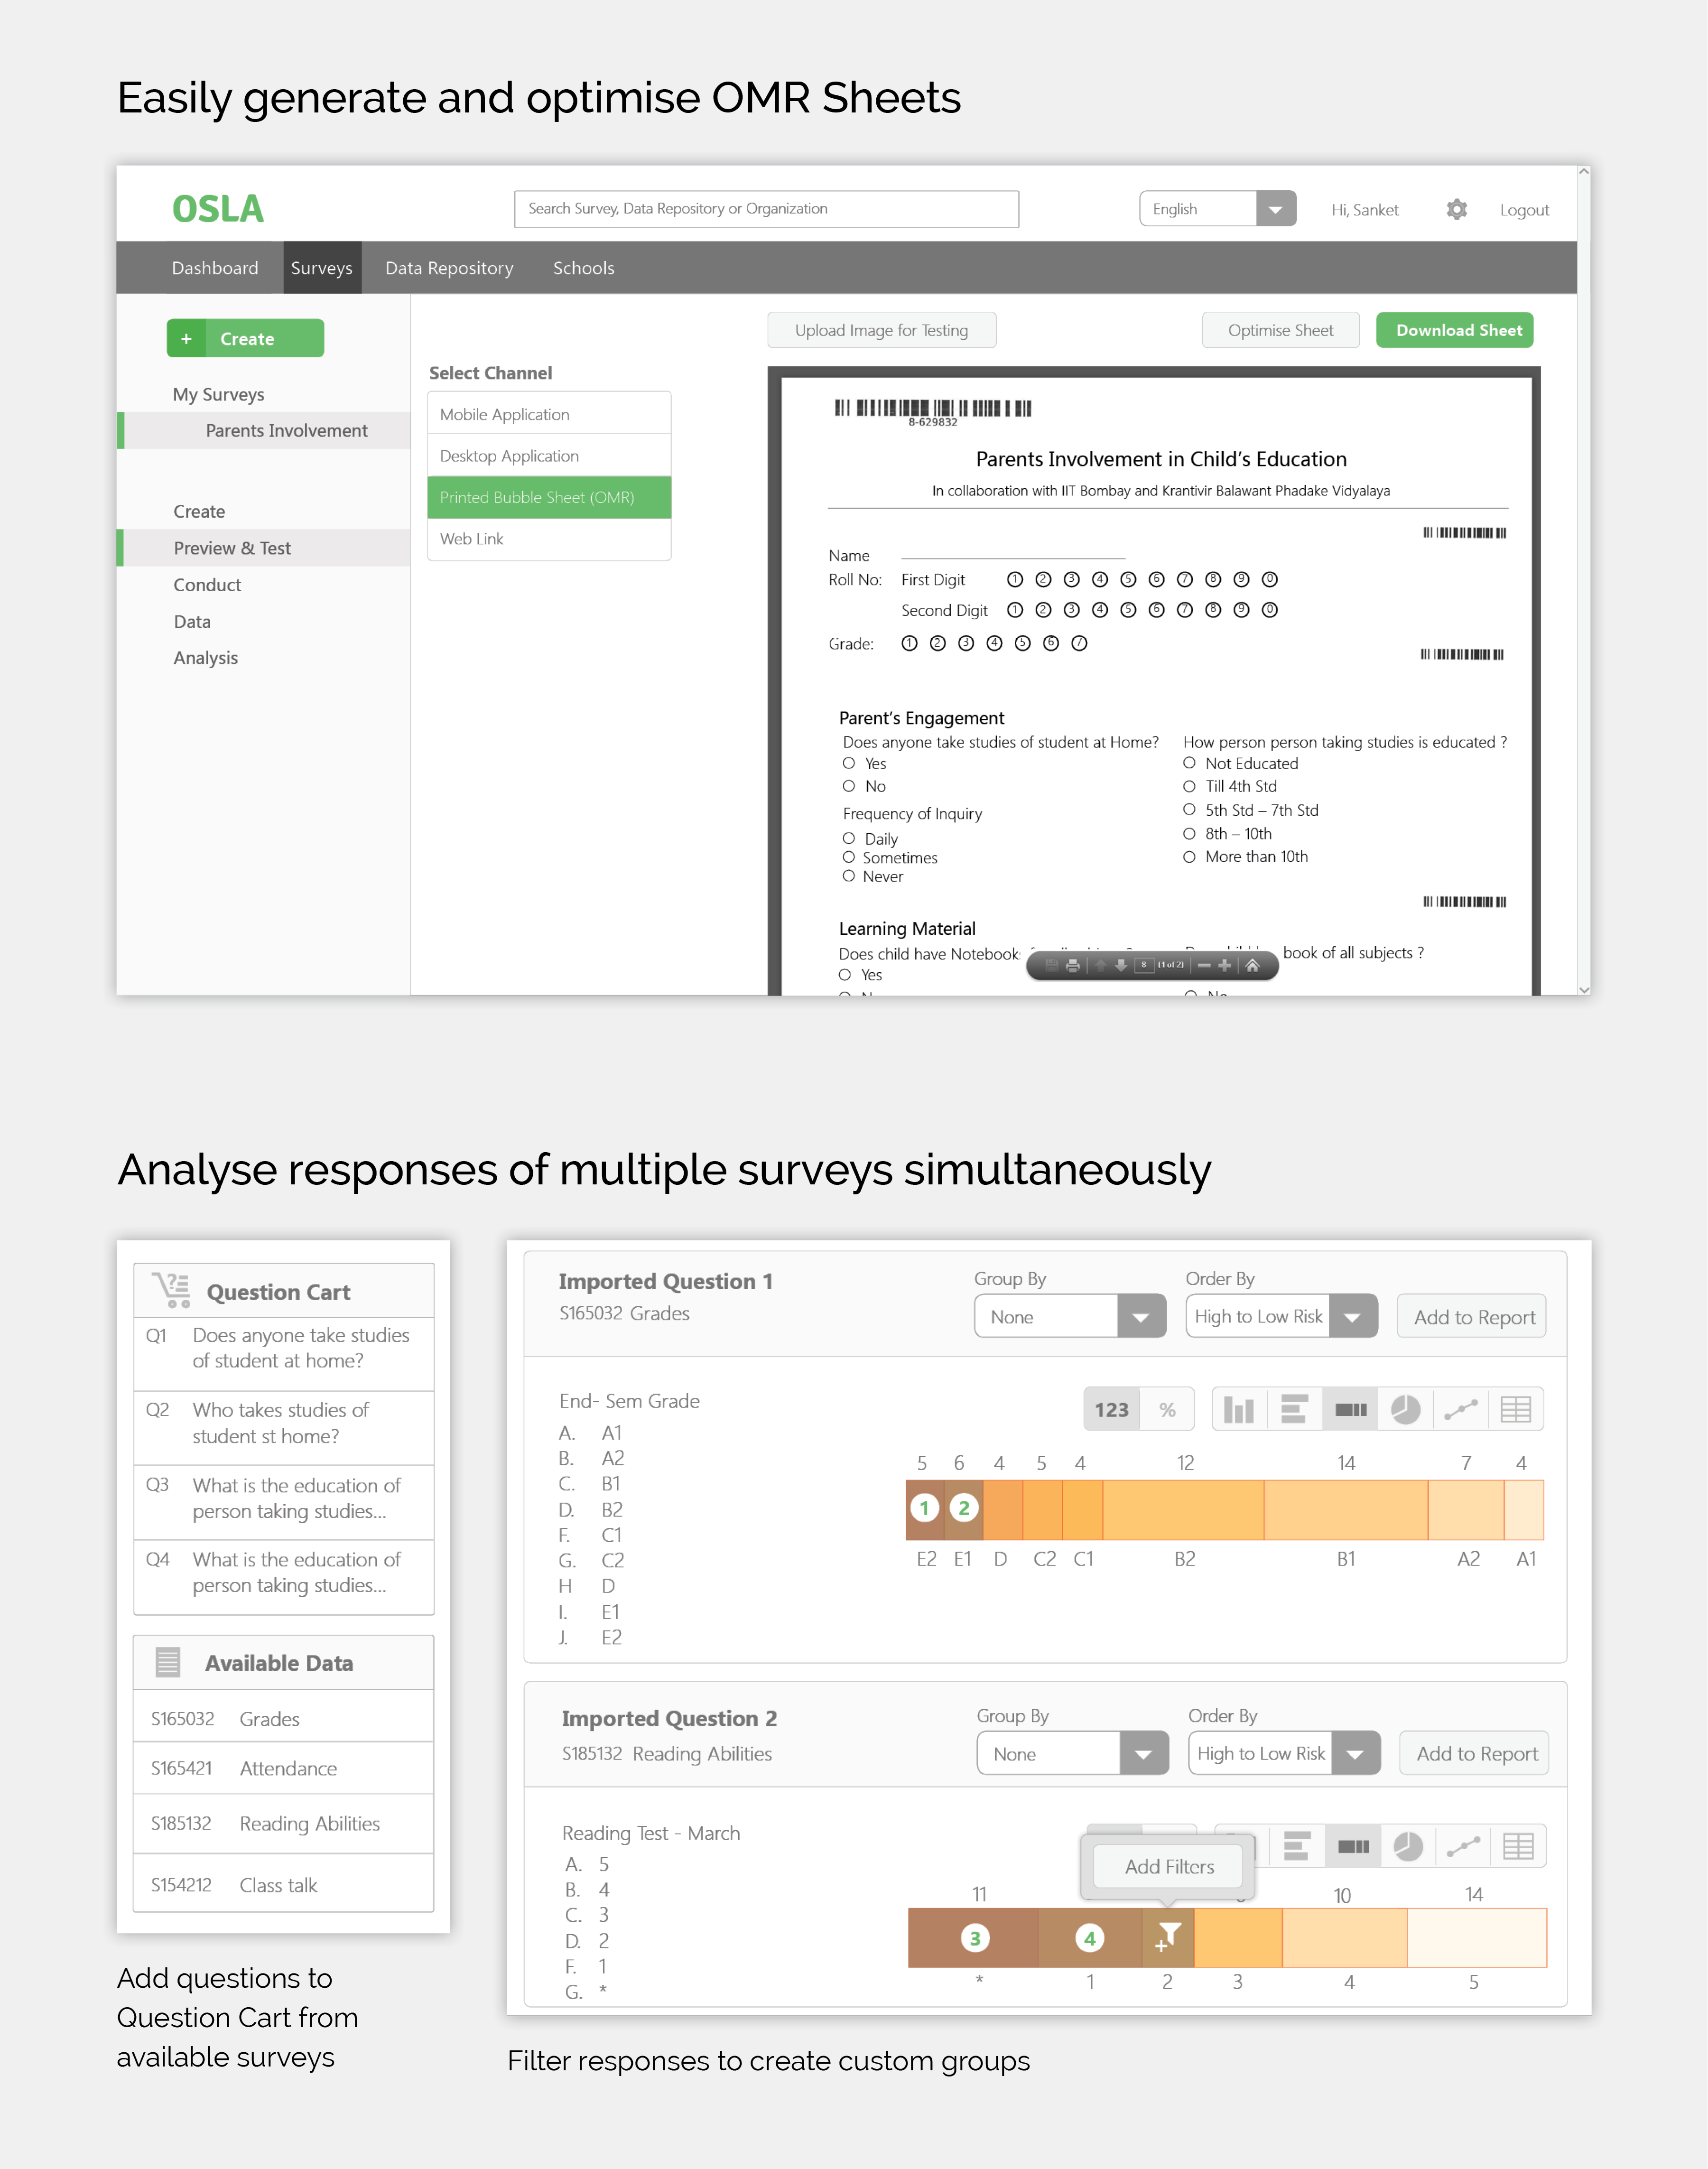 Easily generate and optimise OMR Sheets
OSLA
Search Survey, Data Repository or Organization
English
Hi, Sanket
Logout
Dashboard
Surveys
Data Repository
Schools
+ Create
My Surveys
Parents Involvement
Create
Preview & Test
Conduct
Data
Analysis
Select Channel
Mobile Application
Desktop Application
Printed Bubble Sheet (OMR)
Web Link
Upload Image for Testing
Optimise Sheet
Download Sheet
8-629832
Parents Involvement in Child's Education
In collaboration with IIT Bombay and Krantivir Balawant Phadake Vidyalaya
Name
Roll No: First Digit 1 2 3 4 5 6 7 8 9 0
Second Digit 1 2 3 4 5 6 7 8 9 0
Grade: 1 2 3 4 5 6 7
Parent's Engagement
Does anyone take studies of student at Home?
Yes
No
Frequency of Inquiry
Daily
Sometimes
Never
How person person taking studies is educated ?
Not Educated
Till 4th Std
5th Std – 7th Std
8th – 10th
More than 10th
Learning Material
Does child have Notebook
Yes
book of all subjects ?
No
8 (1 of 2)
Analyse responses of multiple surveys simultaneously
Question Cart
Q1 Does anyone take studies
of student at home?
Q2 Who takes studies of
student st home?
Q3 What is the education of
person taking studies...
Q4 What is the education of
person taking studies...
Available Data
S165032 Grades
S165421 Attendance
S185132 Reading Abilities
S154212 Class talk
Add questions to
Question Cart from
available surveys
Imported Question 1
S165032 Grades
Group By
None
Order By
High to Low Risk
Add to Report
End- Sem Grade
A. A1
B. A2
C. B1
D. B2
F. C1
G. C2
H D
I. E1
J. E2
123 %
5 6 4 5 4 12 14 7 4
1 2
E2 E1 D C2 C1 B2 B1 A2 A1
Imported Question 2
S185132 Reading Abilities
Group By
None
Order By
High to Low Risk
Add to Report
Reading Test - March
A. 5
B. 4
C. 3
D. 2
F. 1
G. *
Add Filters
11 10 14
3 4
* 1 2 3 4 5
Filter responses to create custom groups